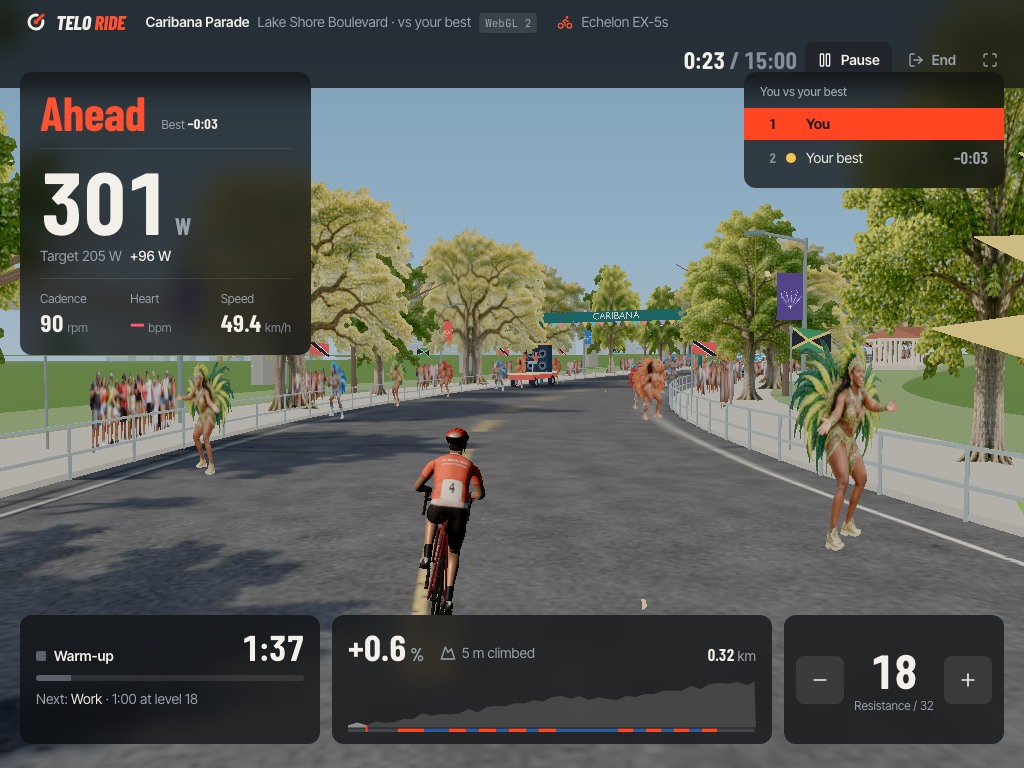 TELO RIDE Caribana Parade Lake Shore Boulevard · vs your best WebGL 2 Echelon EX-5s
0:23 / 15:00 Pause End
Ahead Best −0:03
301 W
Target 205 W +96 W
Cadence Heart Speed
90 rpm — bpm 49.4 km/h
You vs your best
1 You
2 Your best −0:03
CARIBANA
4
Warm-up 1:37
Next: Work · 1:00 at level 18
+0.6 % 5 m climbed 0.32 km
− 18 +
Resistance / 32